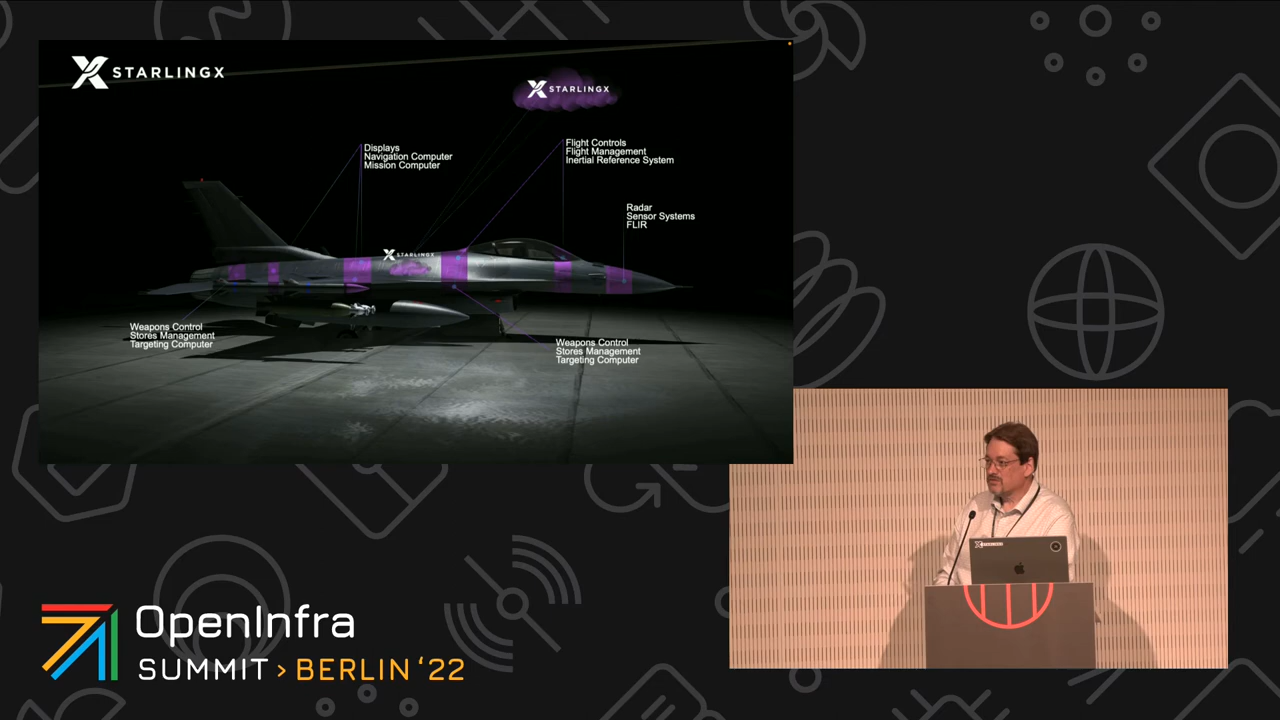 STARLINGX
STARLINGX
Displays
Navigation Computer
Mission Computer
Flight Controls
Flight Management
Inertial Reference System
Radar
Sensor Systems
FLIR
STARLINGX
Weapons Control
Stores Management
Targeting Computer
Weapons Control
Stores Management
Targeting Computer
STARLINGX
OpenInfra
SUMMIT > BERLIN '22